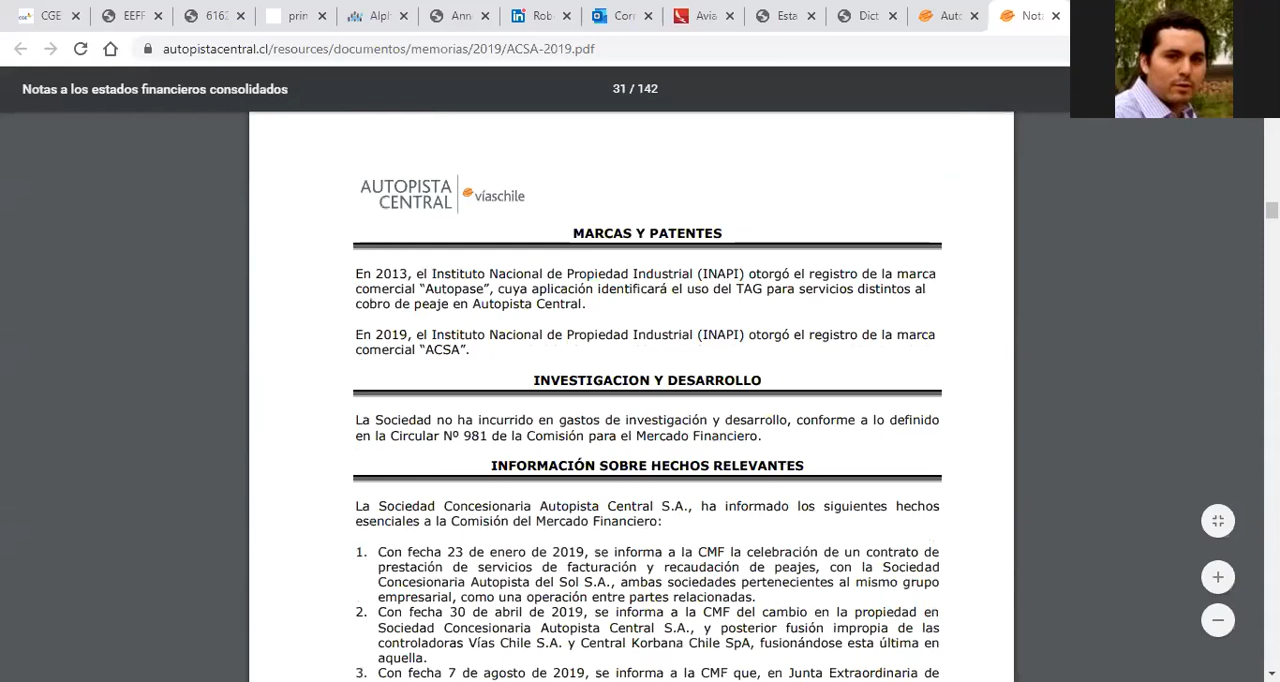 CGE
EEFF
6162
prin
Alph
Ann
Rob
Corr
Avia
Esta
Dict
Auto
Nota
autopistacentral.cl/resources/documentos/memorias/2019/ACSA-2019.pdf
Notas a los estados financieros consolidados
31 / 142
AUTOPISTA
CENTRAL
víaschile
MARCAS Y PATENTES
En 2013, el Instituto Nacional de Propiedad Industrial (INAPI) otorgó el registro de la marca
comercial “Autopase”, cuya aplicación identificará el uso del TAG para servicios distintos al
cobro de peaje en Autopista Central.
En 2019, el Instituto Nacional de Propiedad Industrial (INAPI) otorgó el registro de la marca
comercial “ACSA”.
INVESTIGACION Y DESARROLLO
La Sociedad no ha incurrido en gastos de investigación y desarrollo, conforme a lo definido
en la Circular Nº 981 de la Comisión para el Mercado Financiero.
INFORMACIÓN SOBRE HECHOS RELEVANTES
La Sociedad Concesionaria Autopista Central S.A., ha informado los siguientes hechos
esenciales a la Comisión del Mercado Financiero:
1. Con fecha 23 de enero de 2019, se informa a la CMF la celebración de un contrato de
prestación de servicios de facturación y recaudación de peajes, con la Sociedad
Concesionaria Autopista del Sol S.A., ambas sociedades pertenecientes al mismo grupo
empresarial, como una operación entre partes relacionadas.
2. Con fecha 30 de abril de 2019, se informa a la CMF del cambio en la propiedad en
Sociedad Concesionaria Autopista Central S.A., y posterior fusión impropia de las
controladoras Vías Chile S.A. y Central Korbana Chile SpA, fusionándose esta última en
aquella.
3. Con fecha 7 de agosto de 2019, se informa a la CMF que, en Junta Extraordinaria de